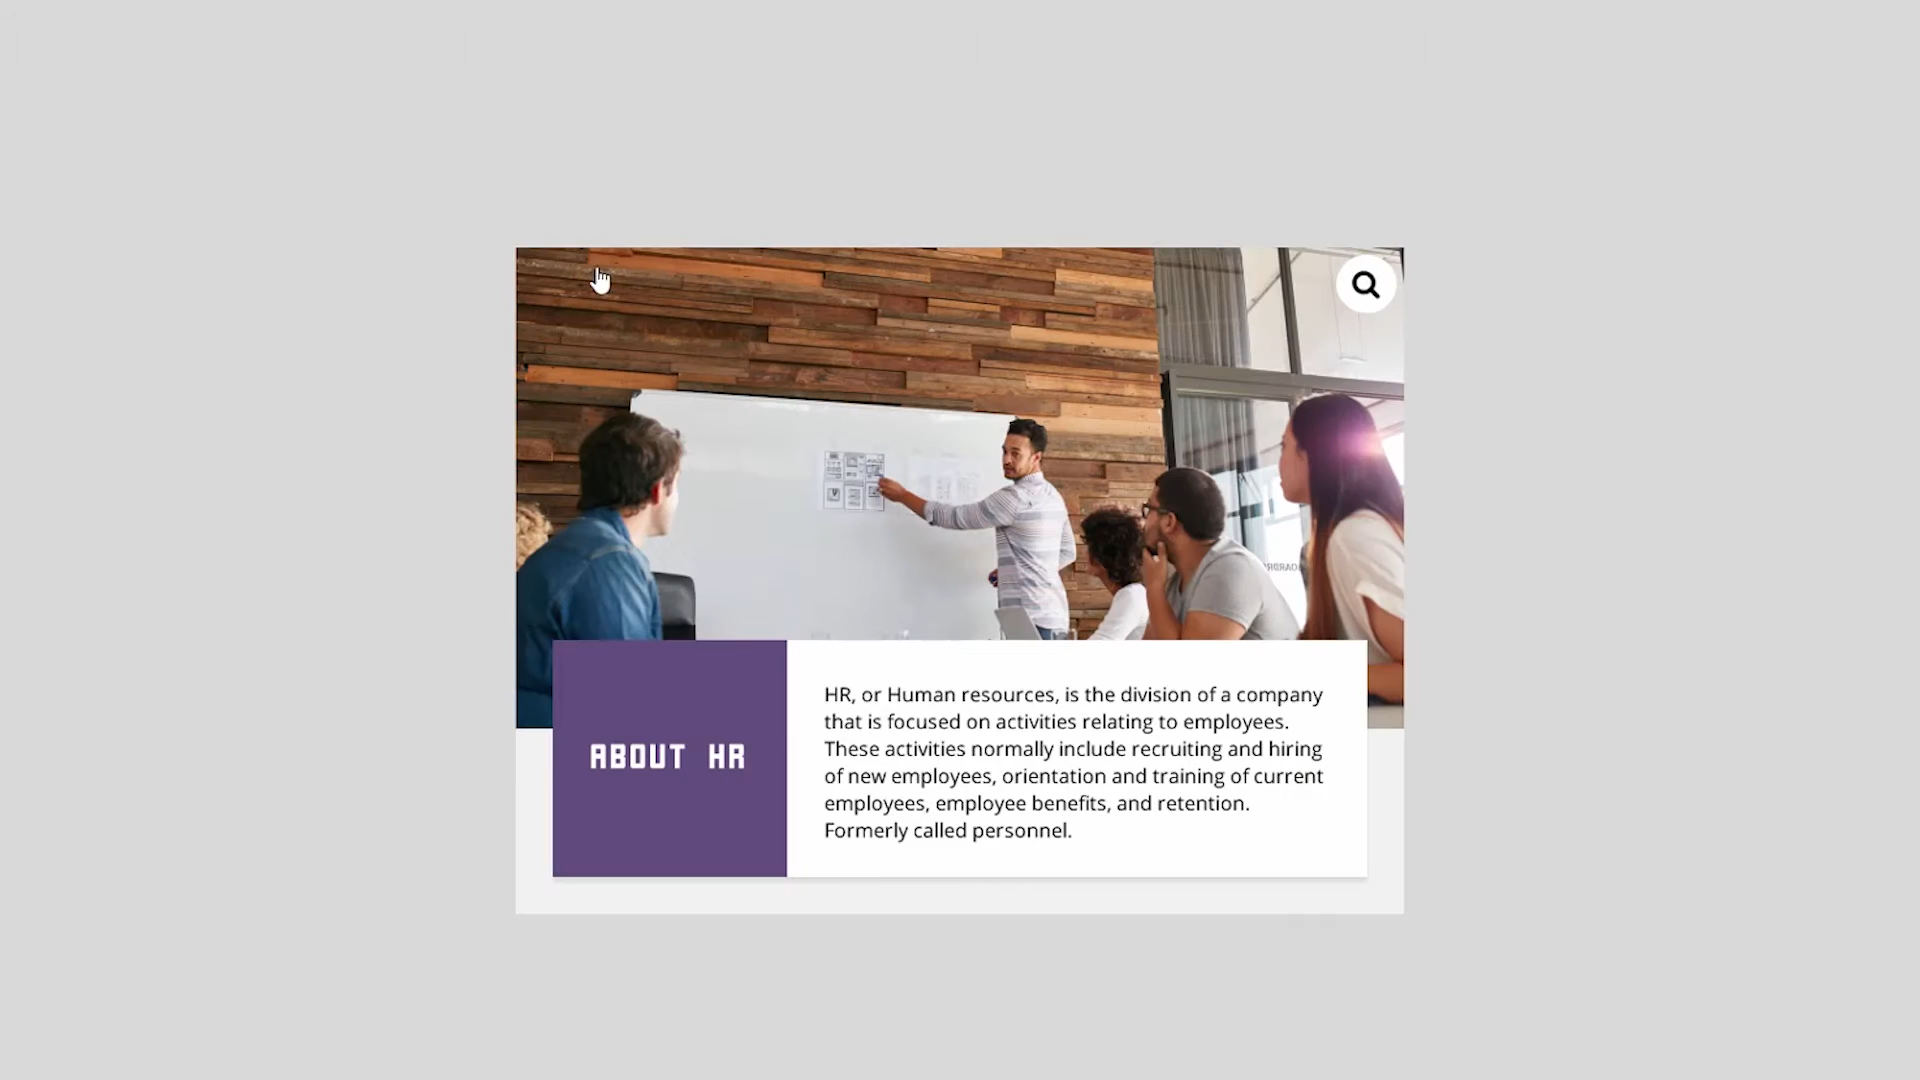 ABOUT HR
HR, or Human resources, is the division of a company
that is focused on activities relating to employees.
These activities normally include recruiting and hiring
of new employees, orientation and training of current
employees, employee benefits, and retention.
Formerly called personnel.